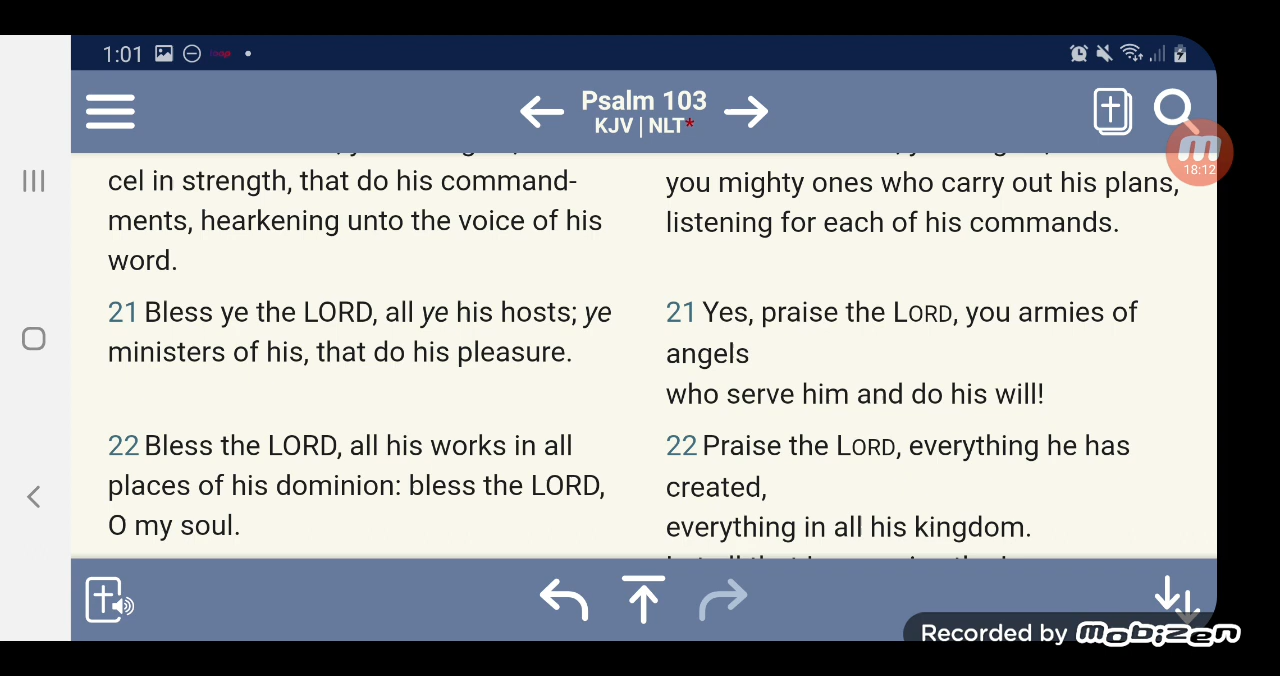 1:01
Psalm 103
KJV | NLT*
18:12
cel in strength, that do his command-
ments, hearkening unto the voice of his
word.
21 Bless ye the LORD, all ye his hosts; ye
ministers of his, that do his pleasure.
22 Bless the LORD, all his works in all
places of his dominion: bless the LORD,
O my soul.
you mighty ones who carry out his plans,
listening for each of his commands.
21 Yes, praise the LORD, you armies of
angels
who serve him and do his will!
22 Praise the LORD, everything he has
created,
everything in all his kingdom.
Recorded by mobizen